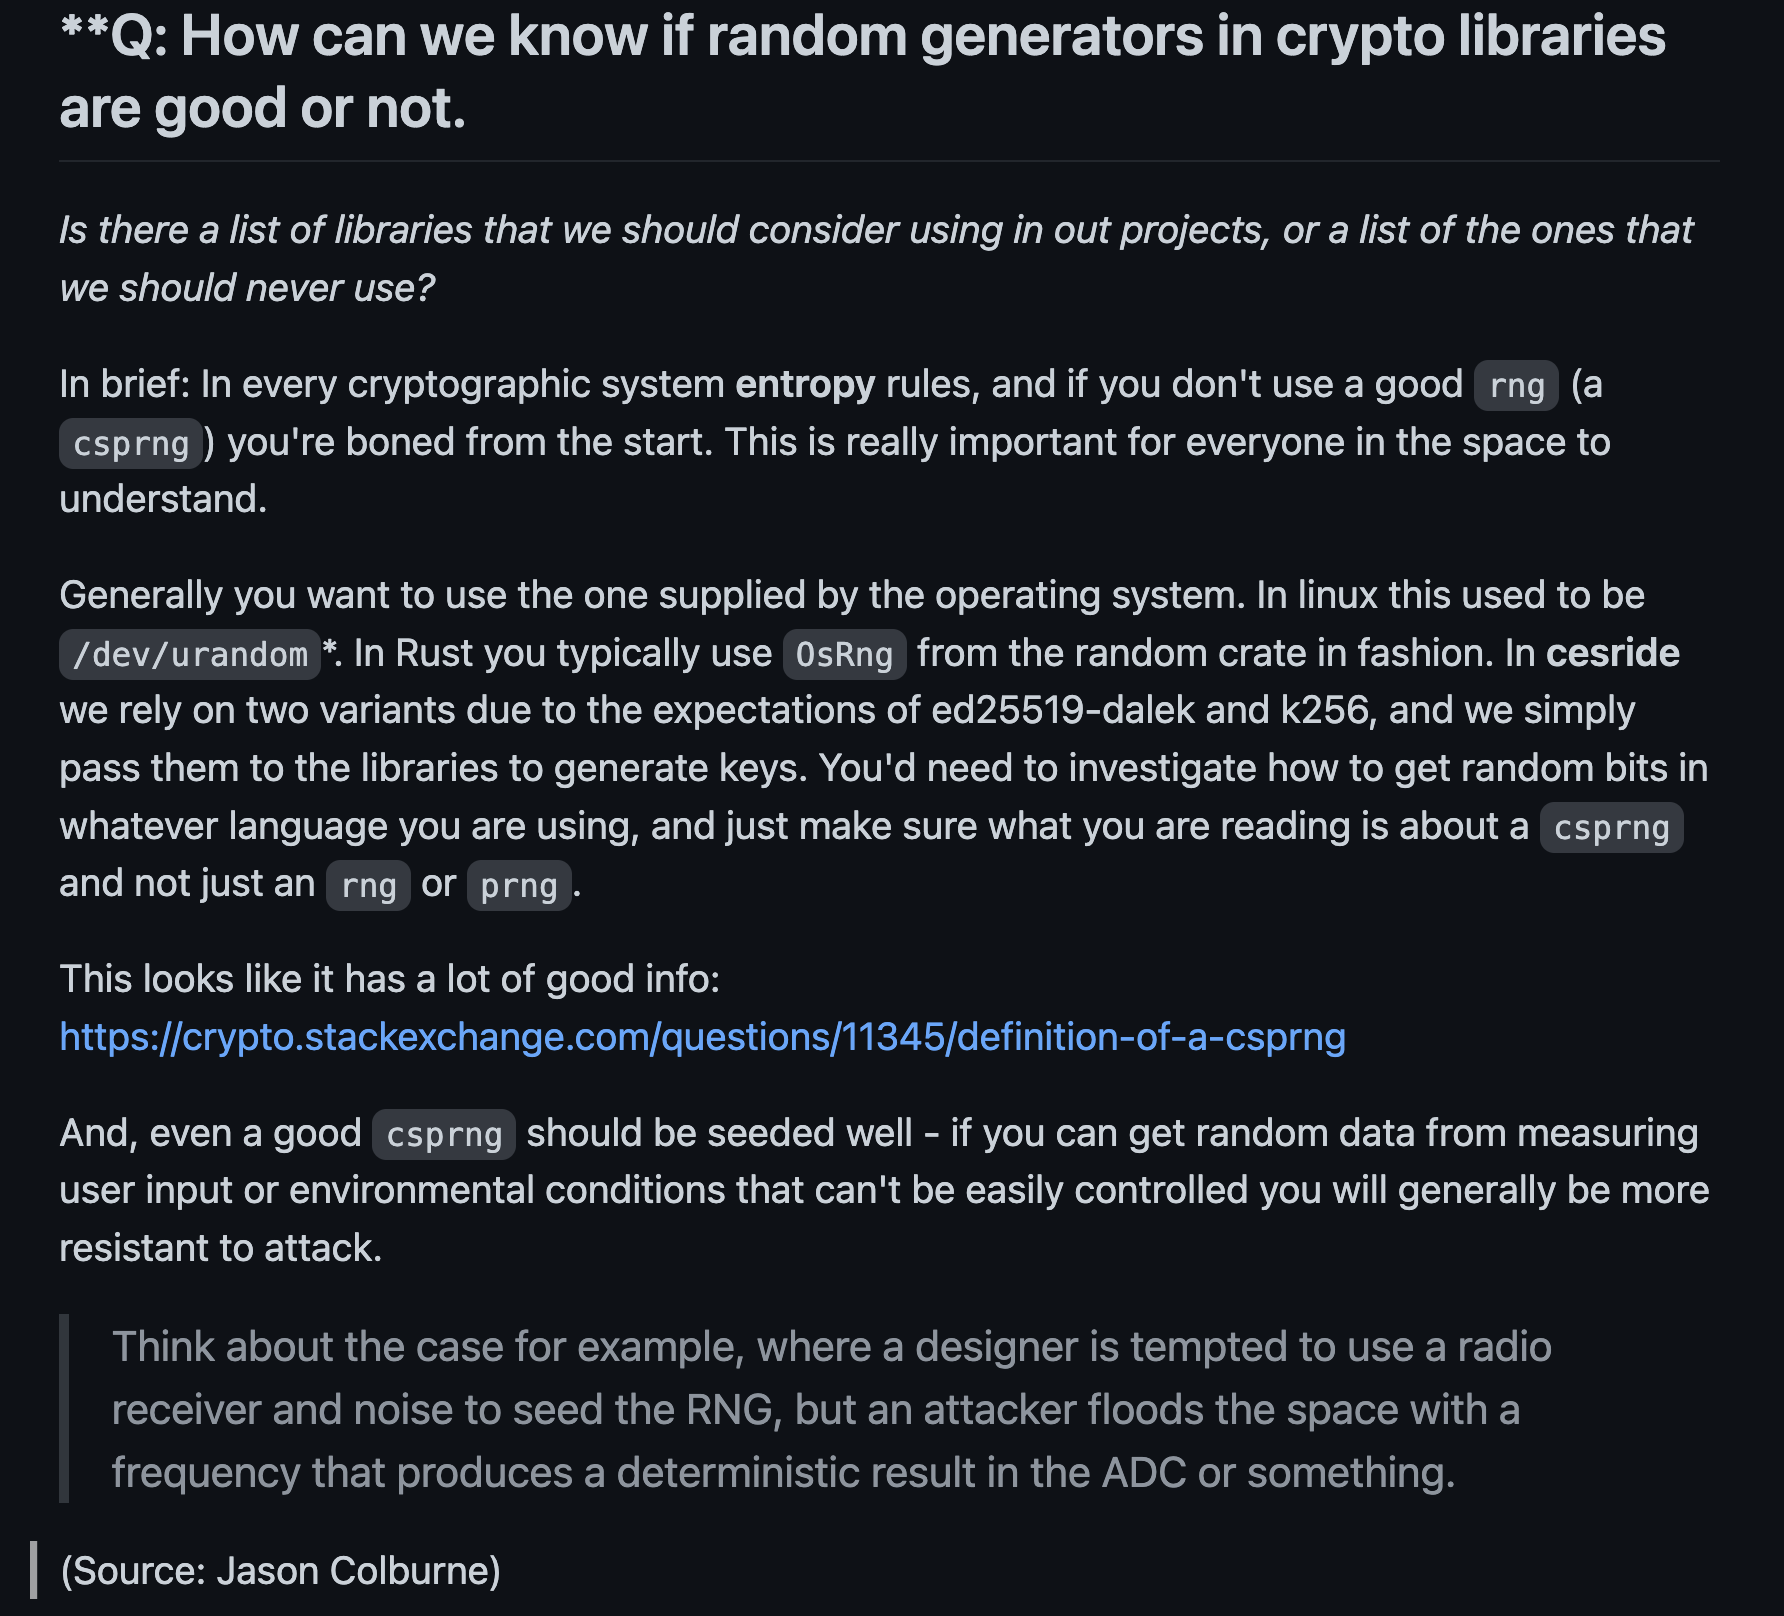 **Q: How can we know if random generators in crypto libraries
are good or not.
Is there a list of libraries that we should consider using in out projects, or a list of the ones that
we should never use?
In brief: In every cryptographic system entropy rules, and if you don't use a good rng (a
csprng) you're boned from the start. This is really important for everyone in the space to
understand.
Generally you want to use the one supplied by the operating system. In linux this used to be
/dev/urandom*. In Rust you typically use OsRng from the random crate in fashion. In cesride
we rely on two variants due to the expectations of ed25519-dalek and k256, and we simply
pass them to the libraries to generate keys. You'd need to investigate how to get random bits in
whatever language you are using, and just make sure what you are reading is about a csprng
and not just an rng or prng.
This looks like it has a lot of good info:
https://crypto.stackexchange.com/questions/11345/definition-of-a-csprng
And, even a good csprng should be seeded well - if you can get random data from measuring
user input or environmental conditions that can't be easily controlled you will generally be more
resistant to attack.
Think about the case for example, where a designer is tempted to use a radio
receiver and noise to seed the RNG, but an attacker floods the space with a
frequency that produces a deterministic result in the ADC or something.
(Source: Jason Colburne)